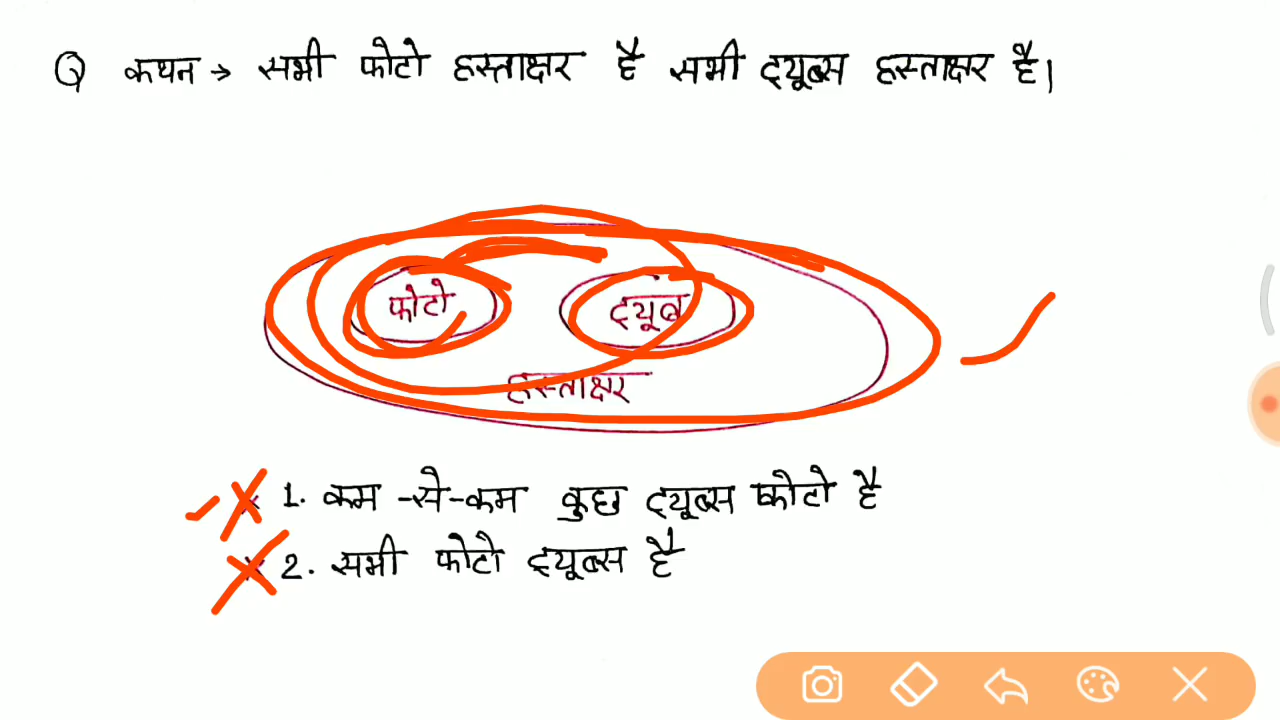 Q कथन → सभी फोटो हस्ताक्षर है सभी ट्यूब्स हस्ताक्षर है।
फोटो ट्यूब
हस्ताक्षर
1. कम-से-कम कुछ ट्यूब्स फोटो है
2. सभी फोटो ट्यूब्स है